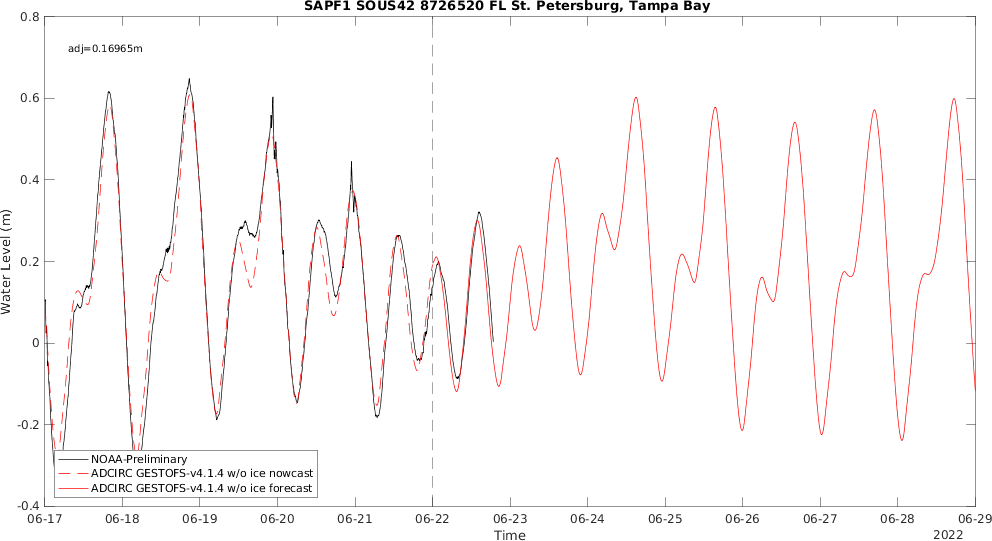 SAPF1 SOUS42 8726520 FL St. Petersburg, Tampa Bay
adj=0.16965m
Water Level (m)
0.8
0.6
0.4
0.2
0
-0.2
-0.4
NOAA-Preliminary
ADCIRC GESTOFS-v4.1.4 w/o ice nowcast
ADCIRC GESTOFS-v4.1.4 w/o ice forecast
06-17 06-18 06-19 06-20 06-21 06-22 06-23 06-24 06-25 06-26 06-27 06-28 06-29
Time
2022